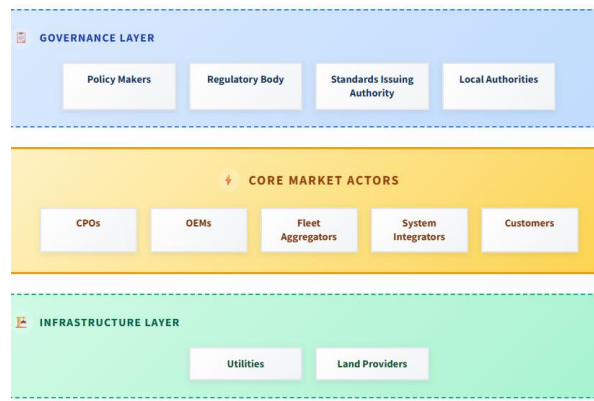 GOVERNANCE LAYER
Policy Makers
Regulatory Body
Standards Issuing
Authority
Local Authorities
CORE MARKET ACTORS
CPOs
OEMs
Fleet
Aggregators
System
Integrators
Customers
INFRASTRUCTURE LAYER
Utilities
Land Providers